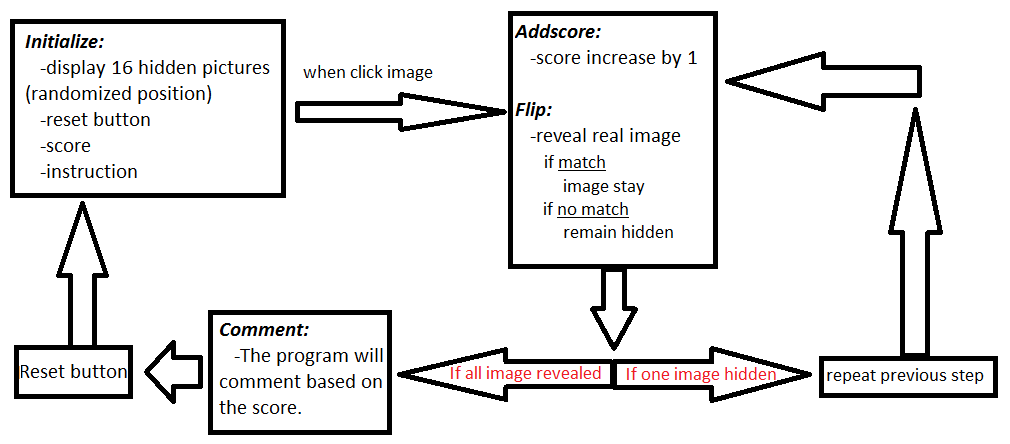 Initialize:
-display 16 hidden pictures
(randomized position)
-reset button
-score
-instruction
when click image
Addscore:
-score increase by 1
Flip:
-reveal real image
if match
image stay
if no match
remain hidden
If all image revealed
If one image hidden
repeat previous step
Comment:
-The program will
comment based on
the score.
Reset button